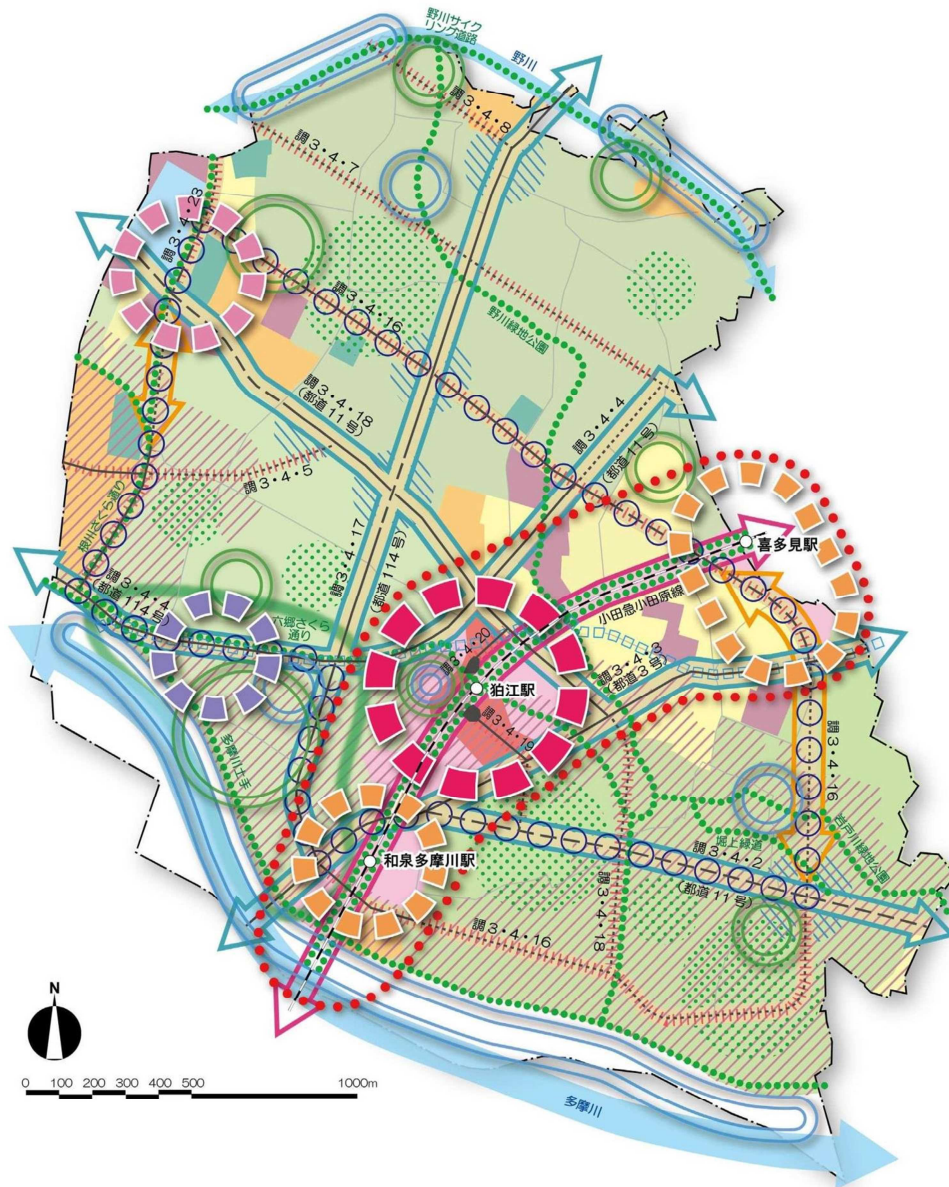 野川サイク
リング道路
野川
調3・4・8
調3・4・7
調3・4・23
調3・4・16
野川緑地公園
調3・4・18
(都道11号)
調3・4・4
(都道11号)
調3・4・5
調3・4・17
(都道114号)
根川さくら通り
喜多見駅
小田急小田原線
調3・4・4
(都道114号)
六郷さくら
通り
調3・4・20
調3・4・3
(都道3号)
狛江駅
調3・4・19
多摩川土手
調3・4・16
岩戸川緑地公園
堀上緑道
調3・4・2
(都道11号)
和泉多摩川駅
調3・4・16
調3・4・18
N
0 100 200 300 400 500 1000m
多摩川